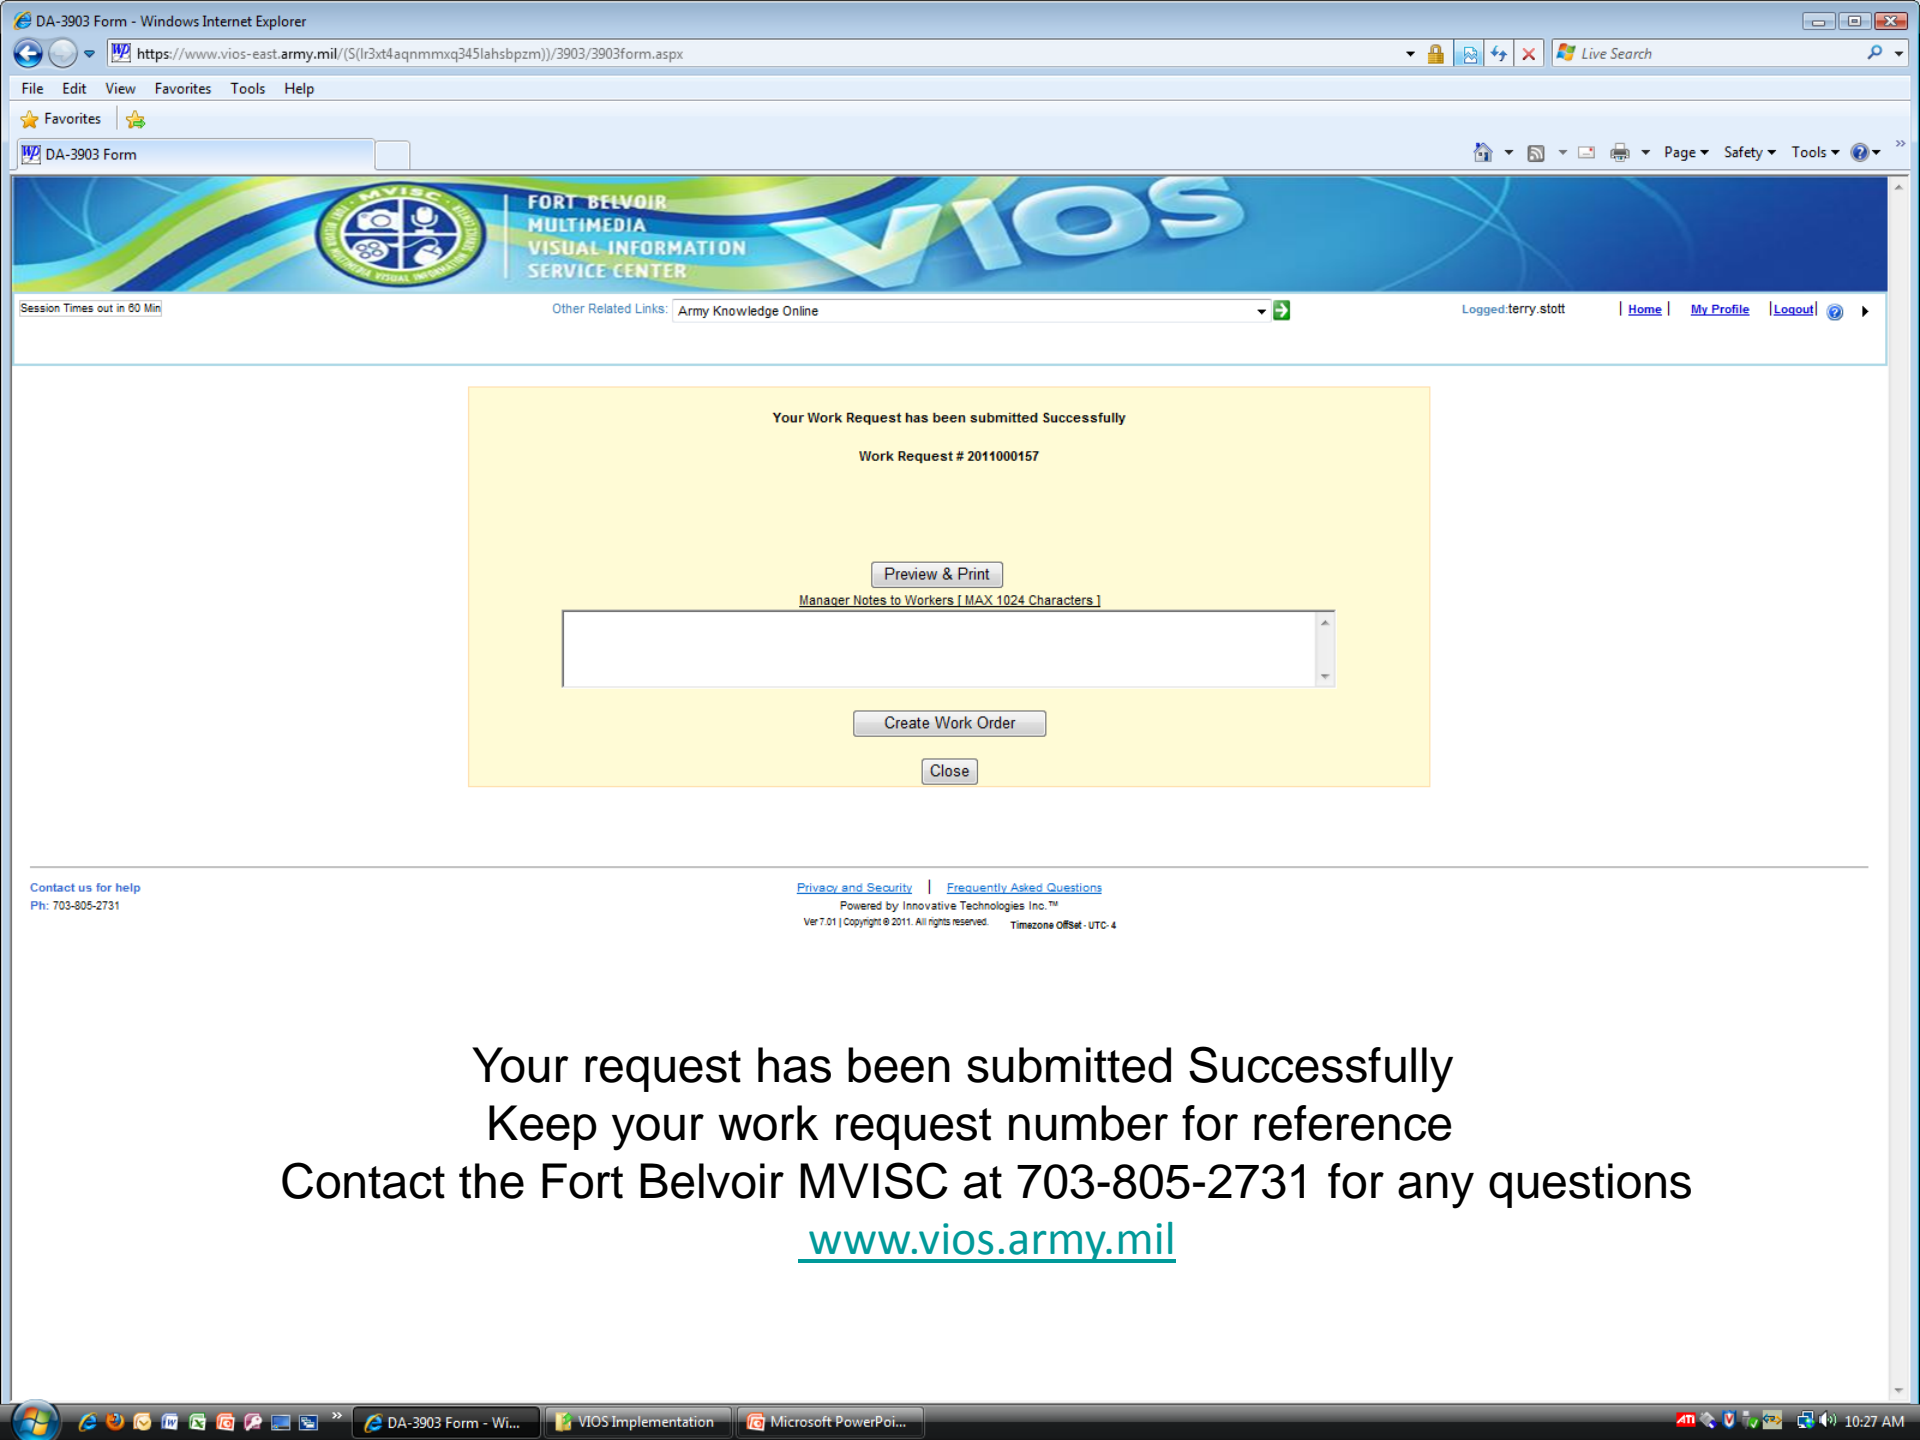 DA-3903 Form - Windows Internet Explorer
https://www.vios-east.army.mil/(S(lr3xt4aqnmmxq345lahsbpzm))/3903/3903form.aspx
Live Search
File Edit View Favorites Tools Help
Favorites
DA-3903 Form
Page Safety Tools
MVISC
FORT BELVOIR
MULTIMEDIA
VISUAL INFORMATION
SERVICE CENTER
VIOS
Session Times out in 60 Min
Other Related Links: Army Knowledge Online
Logged:terry.stott | Home | My Profile | Logout |
Your Work Request has been submitted Successfully
Work Request # 2011000157
Preview & Print
Manager Notes to Workers [ MAX 1024 Characters ]
Create Work Order
Close
Contact us for help
Ph: 703-805-2731
Privacy and Security | Frequently Asked Questions
Powered by Innovative Technologies Inc.™
Ver 7.01 | Copyright © 2011. All rights reserved. Timezone OffSet - UTC- 4
Your request has been submitted Successfully
Keep your work request number for reference
Contact the Fort Belvoir MVISC at 703-805-2731 for any questions
www.vios.army.mil
DA-3903 Form - Wi...
VIOS Implementation
Microsoft PowerPoi...
ATI
10:27 AM